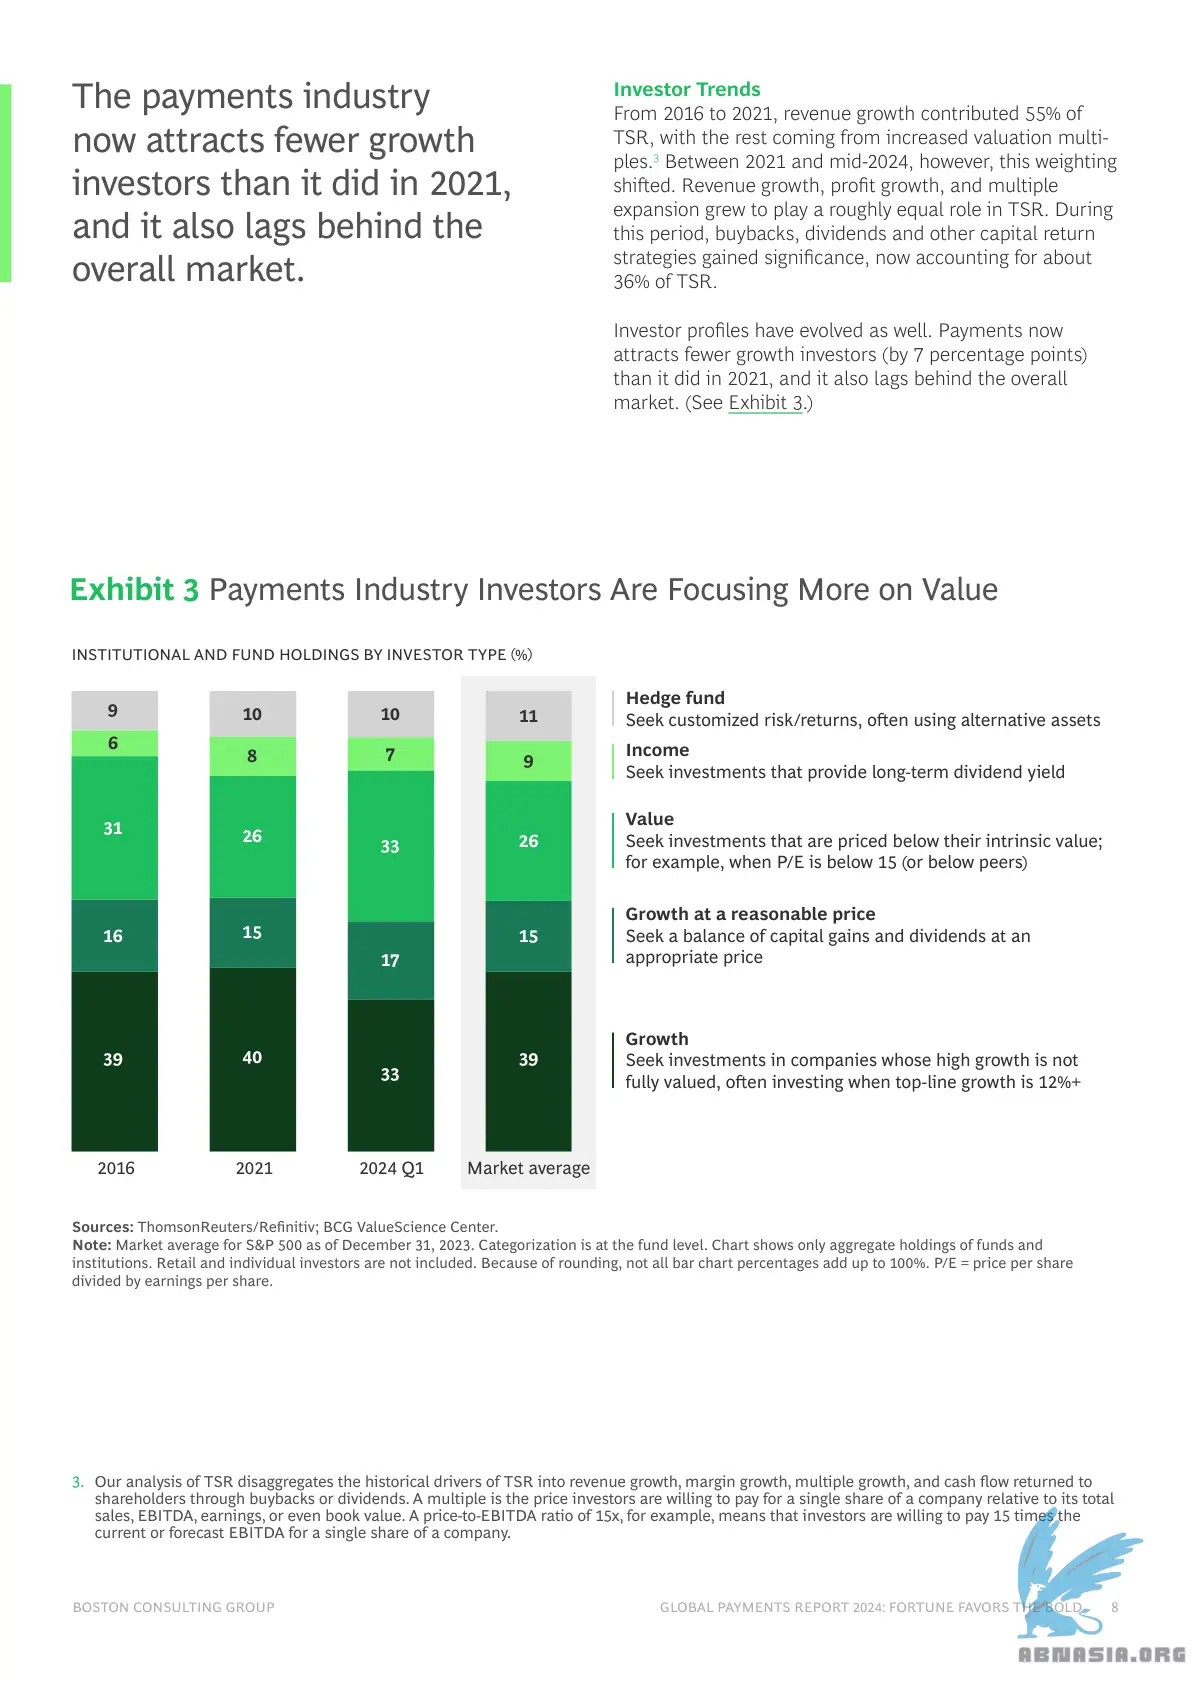 The payments industry
now attracts fewer growth
investors than it did in 2021,
and it also lags behind the
overall market.
Investor Trends
From 2016 to 2021, revenue growth contributed 55% of
TSR, with the rest coming from increased valuation multi-
ples.3 Between 2021 and mid-2024, however, this weighting
shifted. Revenue growth, profit growth, and multiple
expansion grew to play a roughly equal role in TSR. During
this period, buybacks, dividends and other capital return
strategies gained significance, now accounting for about
36% of TSR.
Investor profiles have evolved as well. Payments now
attracts fewer growth investors (by 7 percentage points)
than it did in 2021, and it also lags behind the overall
market. (See Exhibit 3.)
Exhibit 3 Payments Industry Investors Are Focusing More on Value
INSTITUTIONAL AND FUND HOLDINGS BY INVESTOR TYPE (%)
9
6
31
16
39
2016
10
8
26
15
40
2021
10
7
33
17
33
2024 Q1
11
9
26
15
39
Market average
Hedge fund
Seek customized risk/returns, often using alternative assets
Income
Seek investments that provide long-term dividend yield
Value
Seek investments that are priced below their intrinsic value;
for example, when P/E is below 15 (or below peers)
Growth at a reasonable price
Seek a balance of capital gains and dividends at an
appropriate price
Growth
Seek investments in companies whose high growth is not
fully valued, often investing when top-line growth is 12%+
Sources: ThomsonReuters/Refinitiv; BCG ValueScience Center.
Note: Market average for S&P 500 as of December 31, 2023. Categorization is at the fund level. Chart shows only aggregate holdings of funds and
institutions. Retail and individual investors are not included. Because of rounding, not all bar chart percentages add up to 100%. P/E = price per share
divided by earnings per share.
3. Our analysis of TSR disaggregates the historical drivers of TSR into revenue growth, margin growth, multiple growth, and cash flow returned to
shareholders through buybacks or dividends. A multiple is the price investors are willing to pay for a single share of a company relative to its total
sales, EBITDA, earnings, or even book value. A price-to-EBITDA ratio of 15x, for example, means that investors are willing to pay 15 times the
current or forecast EBITDA for a single share of a company.
BOSTON CONSULTING GROUP
GLOBAL PAYMENTS REPORT 2024: FORTUNE FAVORS THE BOLD 8
ABNASIA.ORG